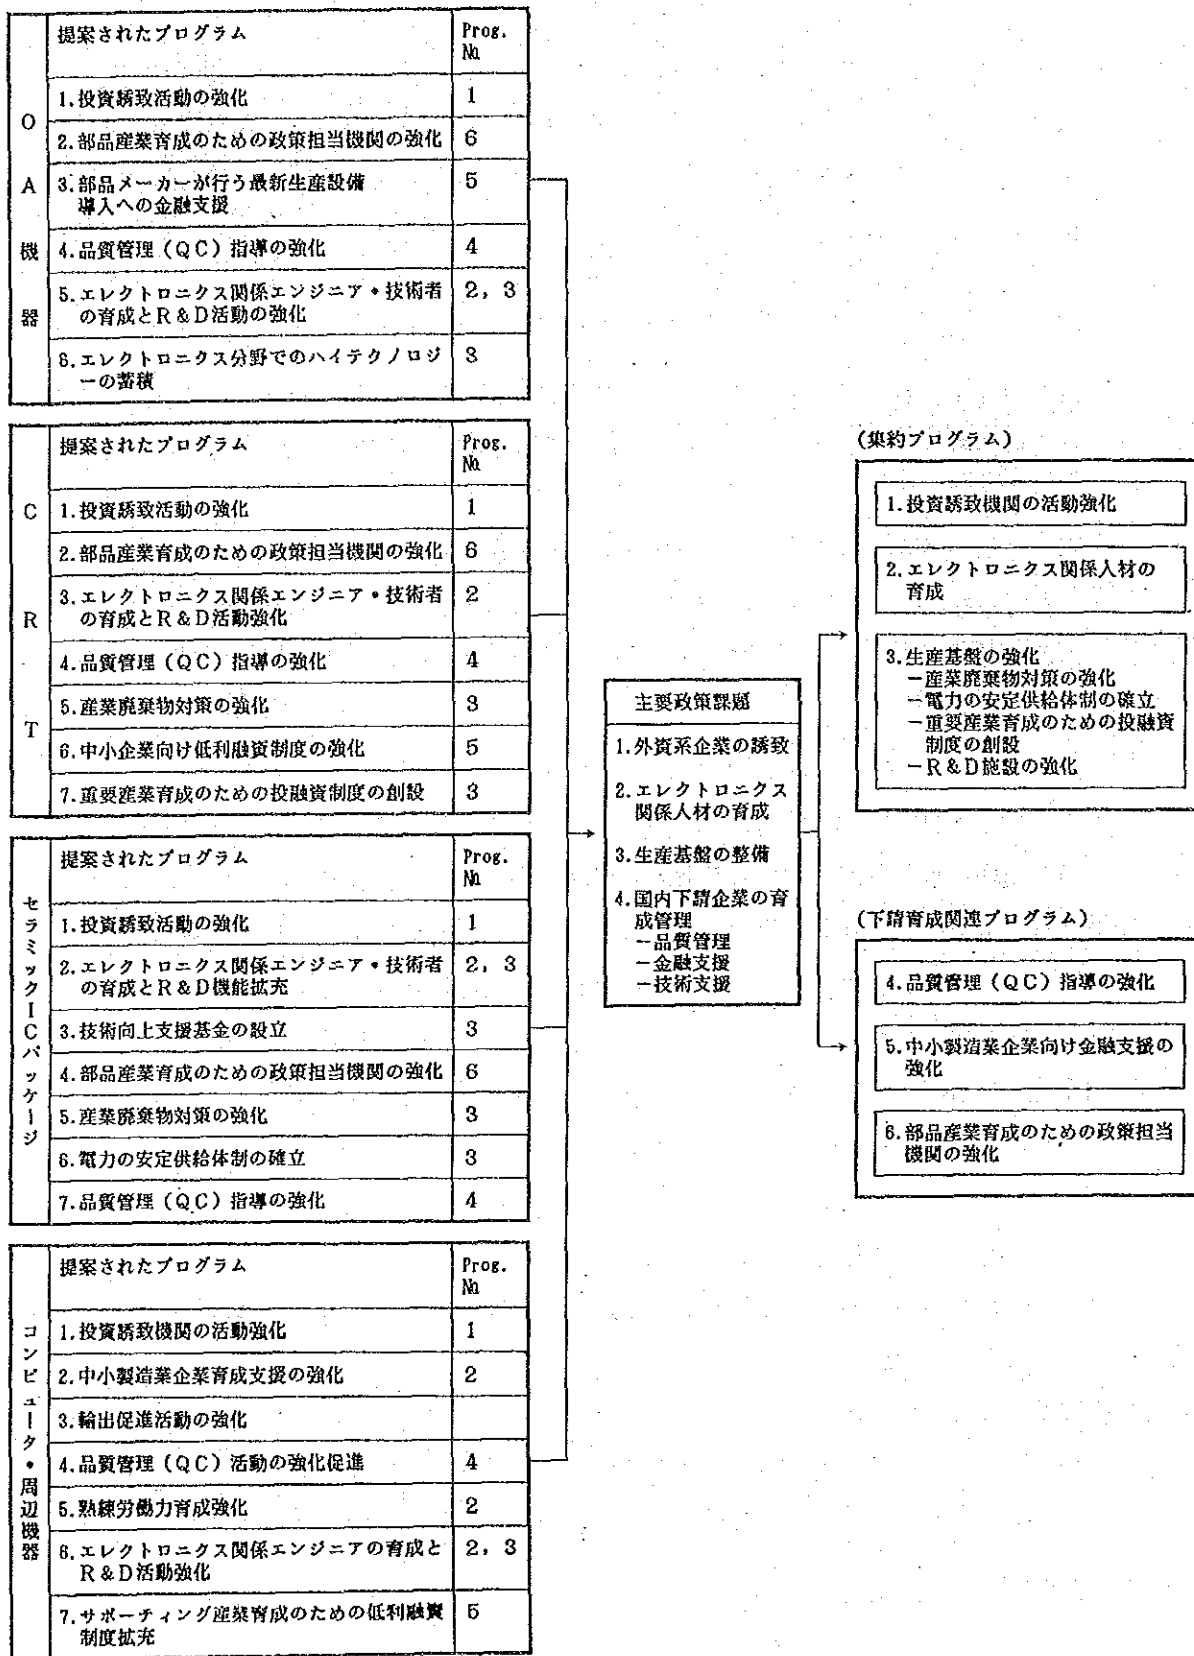 OA機器
提案されたプログラム Prog. No.
1.投資誘致活動の強化 1
2.部品産業育成のための政策担当機関の強化 6
3.部品メーカーが行う最新生産設備 5
導入への金融支援
4.品質管理(QC)指導の強化 4
5.エレクトロニクス関係エンジニア・技術者 2, 3
の育成とR&D活動の強化
6.エレクトロニクス分野でのハイテクノロジ 3
ーの蓄積
CRT
提案されたプログラム Prog. No.
1.投資誘致活動の強化 1
2.部品産業育成のための政策担当機関の強化 6
3.エレクトロニクス関係エンジニア・技術者 2
の育成とR&D活動強化
4.品質管理(QC)指導の強化 4
5.産業廃棄物対策の強化 3
6.中小企業向け低利融資制度の強化 5
7.重要産業育成のための投融資制度の創設 3
セラミックICパッケージ
提案されたプログラム Prog. No.
1.投資誘致活動の強化 1
2.エレクトロニクス関係エンジニア・技術者 2, 3
の育成とR&D機能拡充
3.技術向上支援基金の設立 3
4.部品産業育成のための政策担当機関の強化 6
5.産業廃棄物対策の強化 3
6.電力の安定供給体制の確立 3
7.品質管理(QC)指導の強化 4
コンピュータ・周辺機器
提案されたプログラム Prog. No.
1.投資誘致機関の活動強化 1
2.中小製造業企業育成支援の強化 2
3.輸出促進活動の強化
4.品質管理(QC)活動の強化促進 4
5.熟練労働力育成強化 2
6.エレクトロニクス関係エンジニアの育成と 2, 3
R&D活動強化
7.サポーティング産業育成のための低利融資 5
制度拡充
主要政策課題
1.外資系企業の誘致
2.エレクトロニクス
関係人材の育成
3.生産基盤の整備
4.国内下請企業の育
成管理
-品質管理
-金融支援
-技術支援
(集約プログラム)
1.投資誘致機関の活動強化
2.エレクトロニクス関係人材の
育成
3.生産基盤の強化
-産業廃棄物対策の強化
-電力の安定供給体制の確立
-重要産業育成のための投融資
制度の創設
-R&D施設の強化
(下請育成関連プログラム)
4.品質管理(QC)指導の強化
5.中小製造業企業向け金融支援の
強化
6.部品産業育成のための政策担当
機関の強化